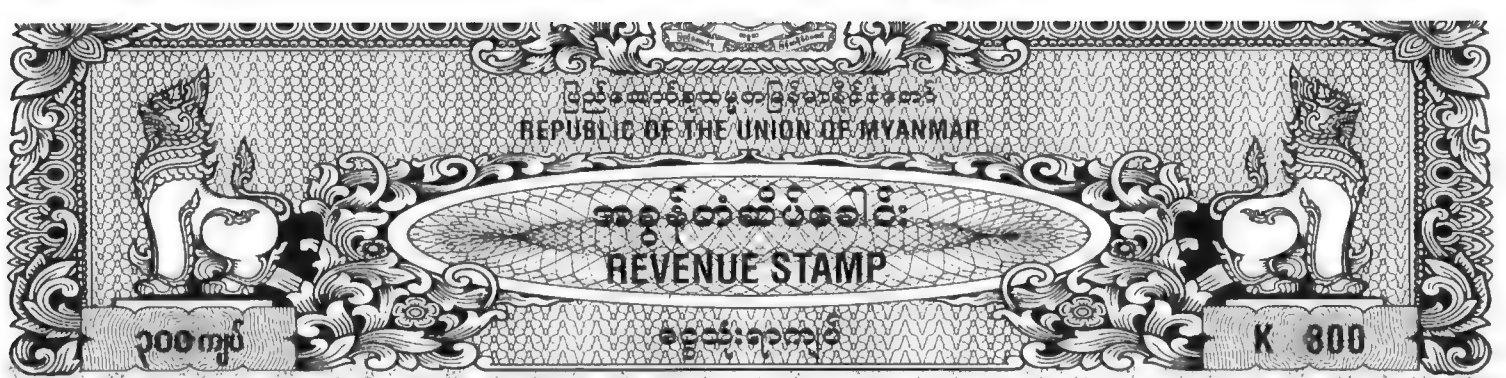 ပြည်ထောင်စုသမ္မတမြန်မာနိုင်ငံတော်
REPUBLIC OF THE UNION OF MYANMAR
အခွန်တံဆိပ်ခေါင်း
REVENUE STAMP
ငွေသုံးရာကျပ်
၃၀၀ကျပ်
K 300